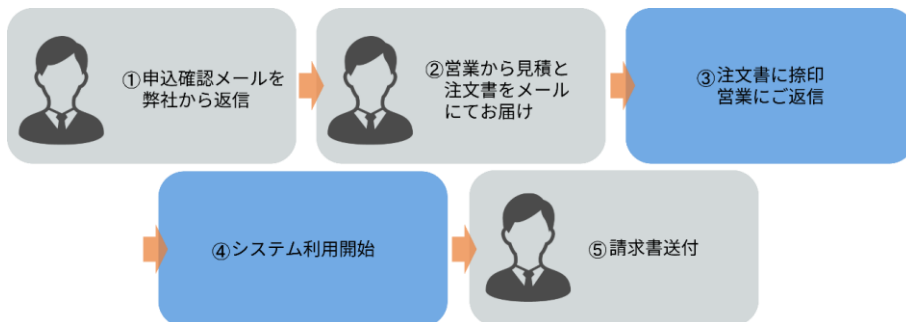 ①申込確認メールを
弊社から返信
②営業から見積と
注文書をメール
にてお届け
③注文書に捺印
営業にご返信
④システム利用開始
⑤請求書送付